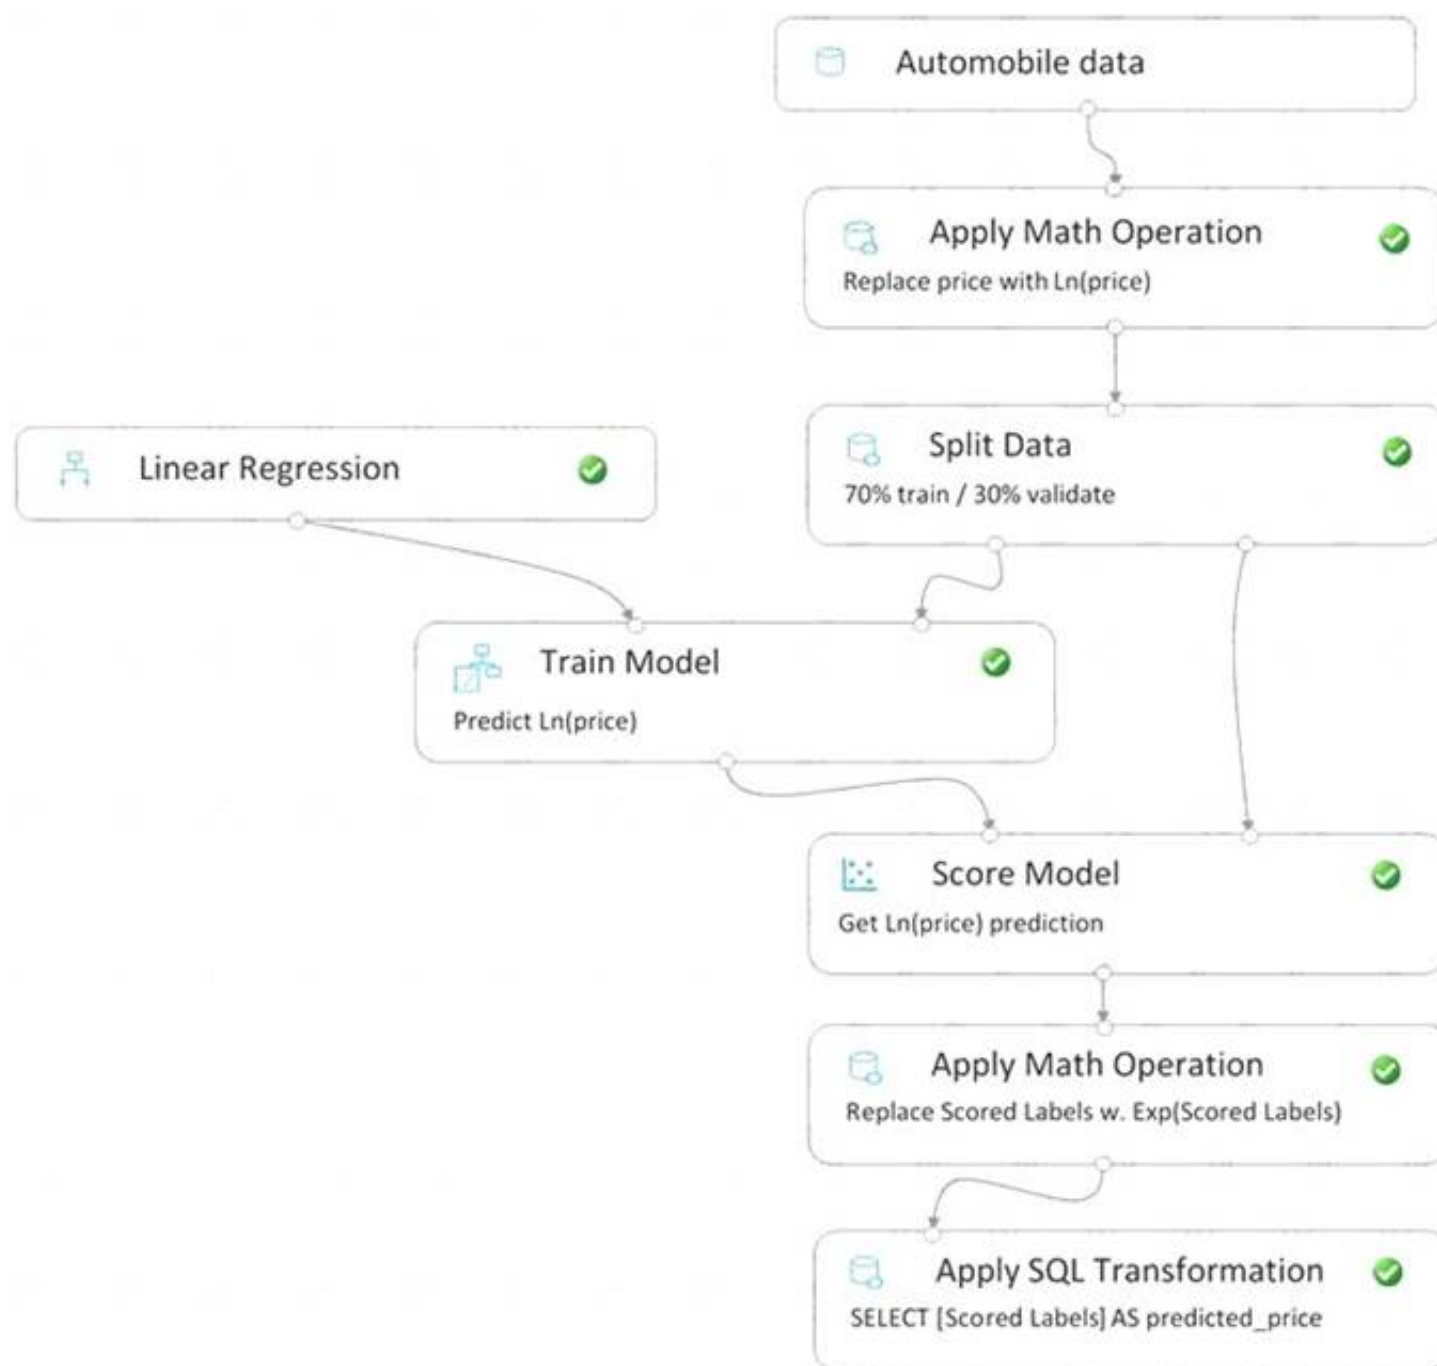 Automobile data
Apply Math Operation
Replace price with Ln(price)
Split Data
70% train / 30% validate
Linear Regression
Train Model
Predict Ln(price)
Score Model
Get Ln(price) prediction
Apply Math Operation
Replace Scored Labels w. Exp(Scored Labels)
Apply SQL Transformation
SELECT [Scored Labels] AS predicted_price